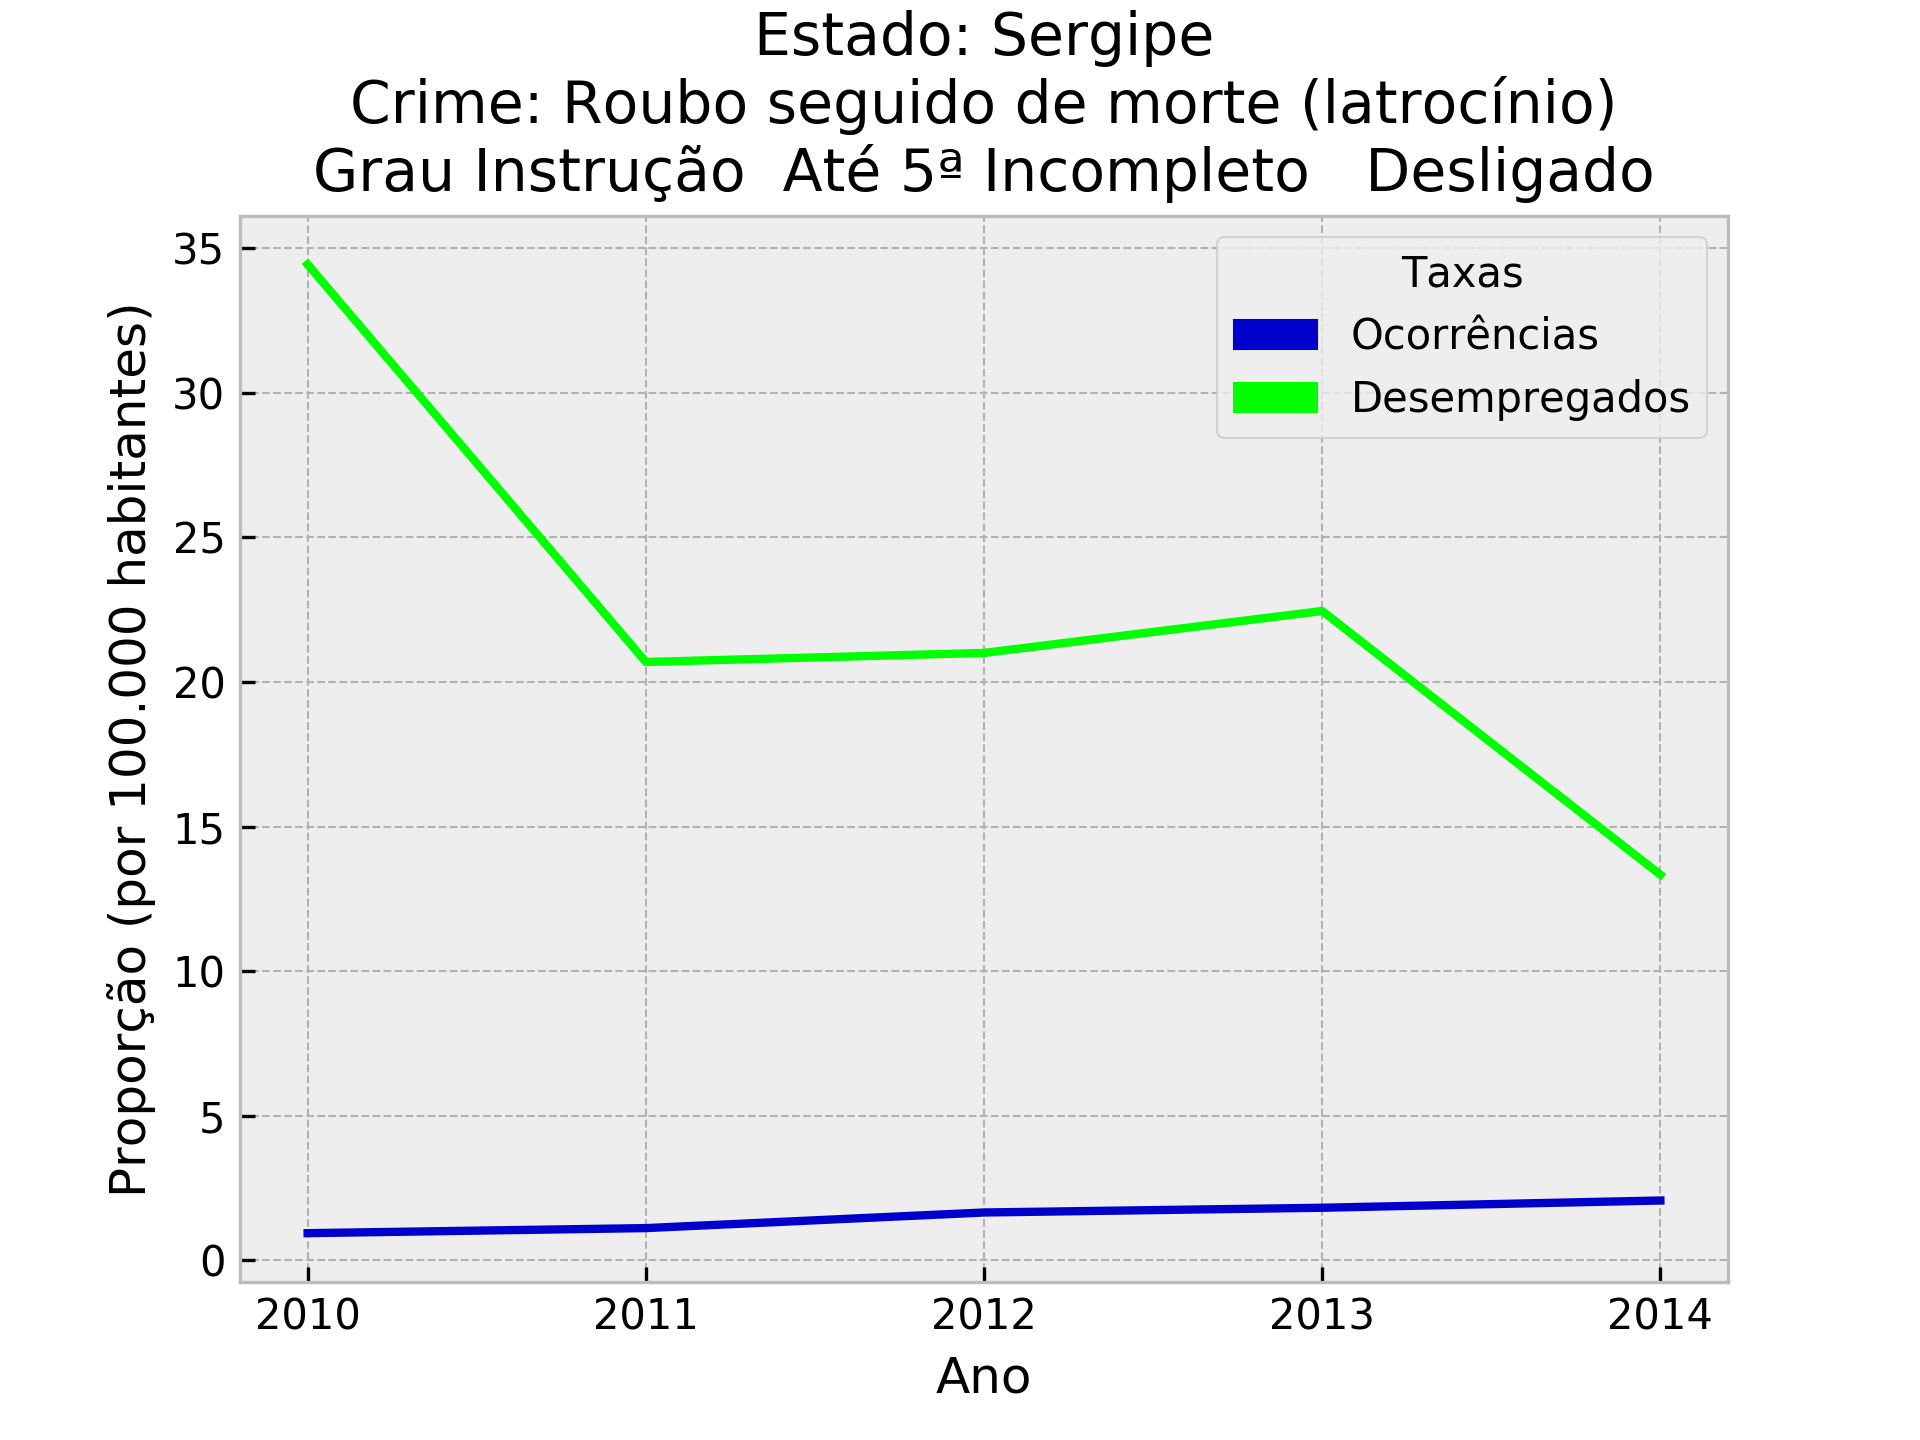 Estado: Sergipe
Crime: Roubo seguido de morte (latrocínio)
Grau Instrução  Até 5ª Incompleto   Desligado
Proporção (por 100.000 habitantes)
35
30
25
20
15
10
5
0
Taxas
Ocorrências
Desempregados
2010 2011 2012 2013 2014
Ano